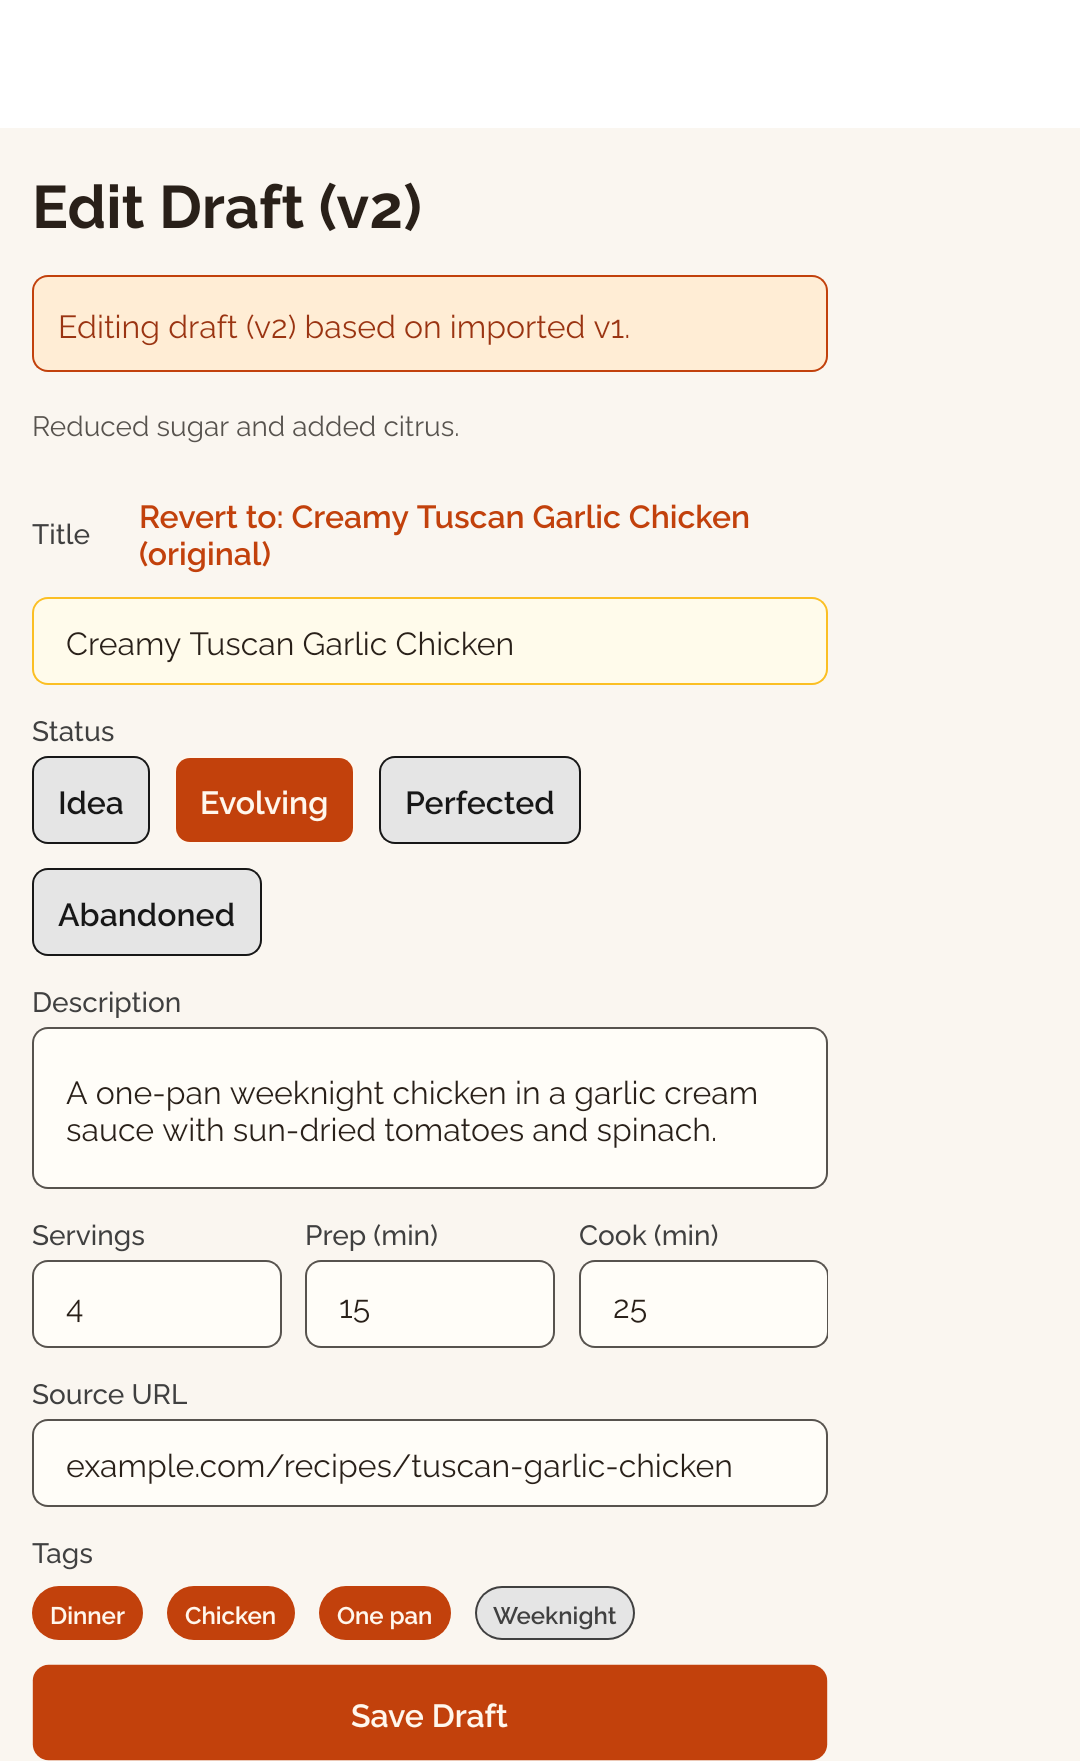 Edit Draft (v2)
Editing draft (v2) based on imported v1.
Reduced sugar and added citrus.
Title
Revert to: Creamy Tuscan Garlic Chicken
(original)
Creamy Tuscan Garlic Chicken
Status
Idea Evolving Perfected
Abandoned
Description
A one-pan weeknight chicken in a garlic cream
sauce with sun-dried tomatoes and spinach.
Servings Prep (min) Cook (min)
4 15 25
Source URL
example.com/recipes/tuscan-garlic-chicken
Tags
Dinner Chicken One pan Weeknight
Save Draft